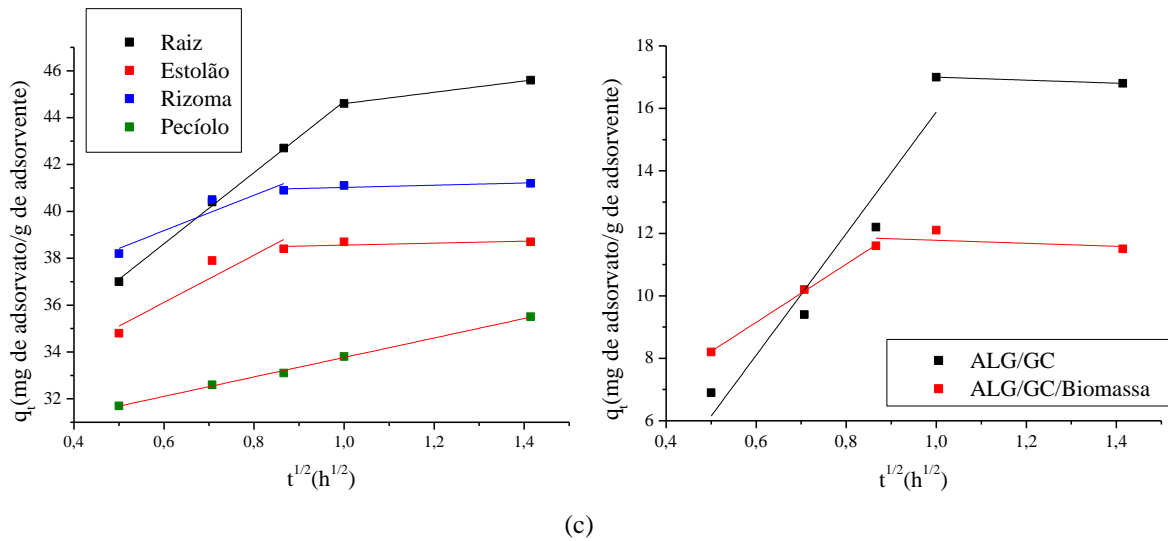 Raiz
Estolão
Rizoma
Pecíolo
q_t(mg de adsorvato/g de adsorvente)
46
44
42
40
38
36
34
32
0,4
0,6
0,8
1,0
1,2
1,4
t^1/2(h^1/2)
q_t(mg de adsorvato/g de adsorvente)
18
16
14
12
10
8
6
ALG/GC
ALG/GC/Biomassa
0,4
0,6
0,8
1,0
1,2
1,4
t^1/2(h^1/2)
(c)